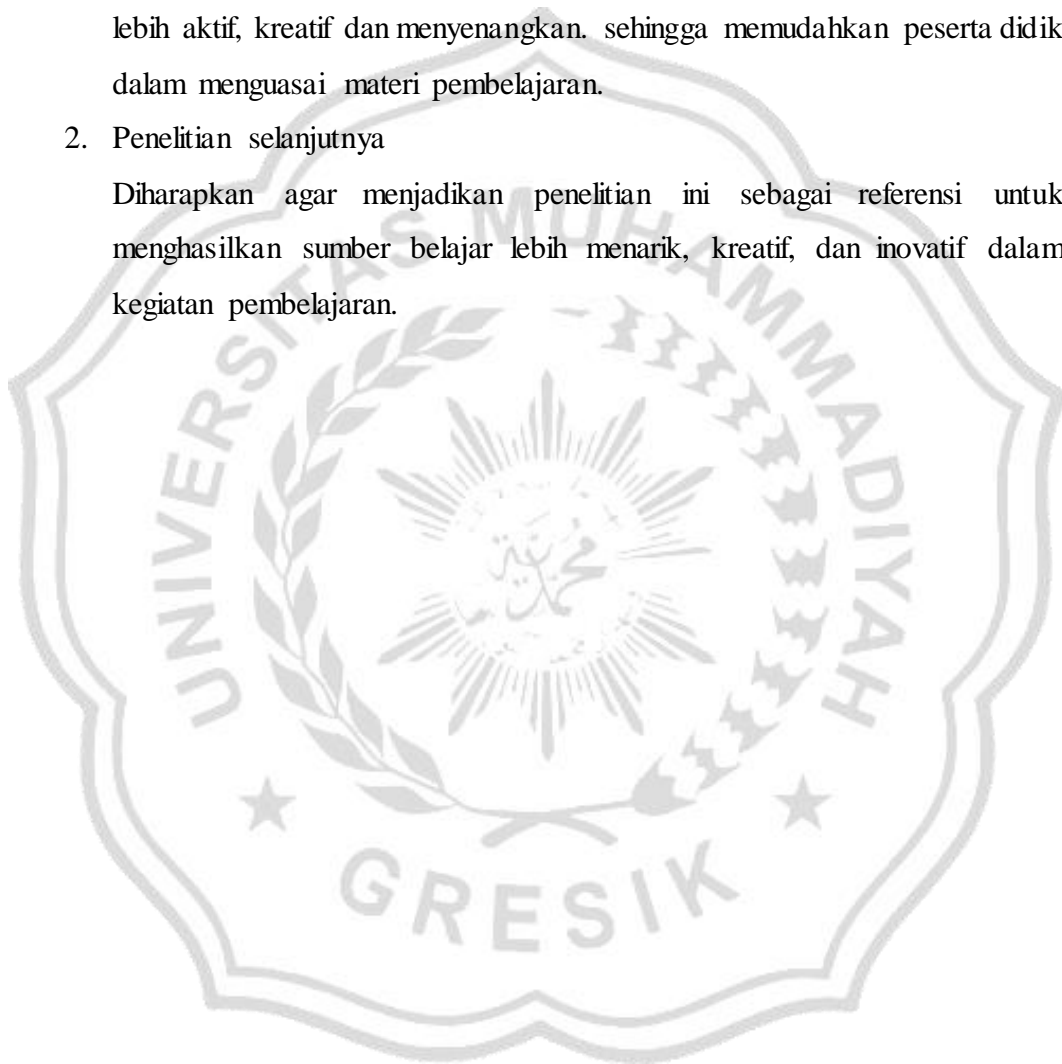 lebih aktif, kreatif dan menyenangkan. sehingga memudahkan peserta didik
dalam menguasai materi pembelajaran.
2. Penelitian selanjutnya
Diharapkan agar menjadikan penelitian ini sebagai referensi untuk
menghasilkan sumber belajar lebih menarik, kreatif, dan inovatif dalam
kegiatan pembelajaran.
UNIVERSITAS MUHAMMADIYAH
GRESIK